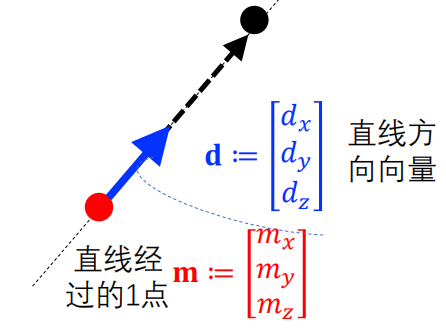 d := [d_x d_y d_z]
直线方
向向量
直线经
过的1点
m := [m_x m_y m_z]